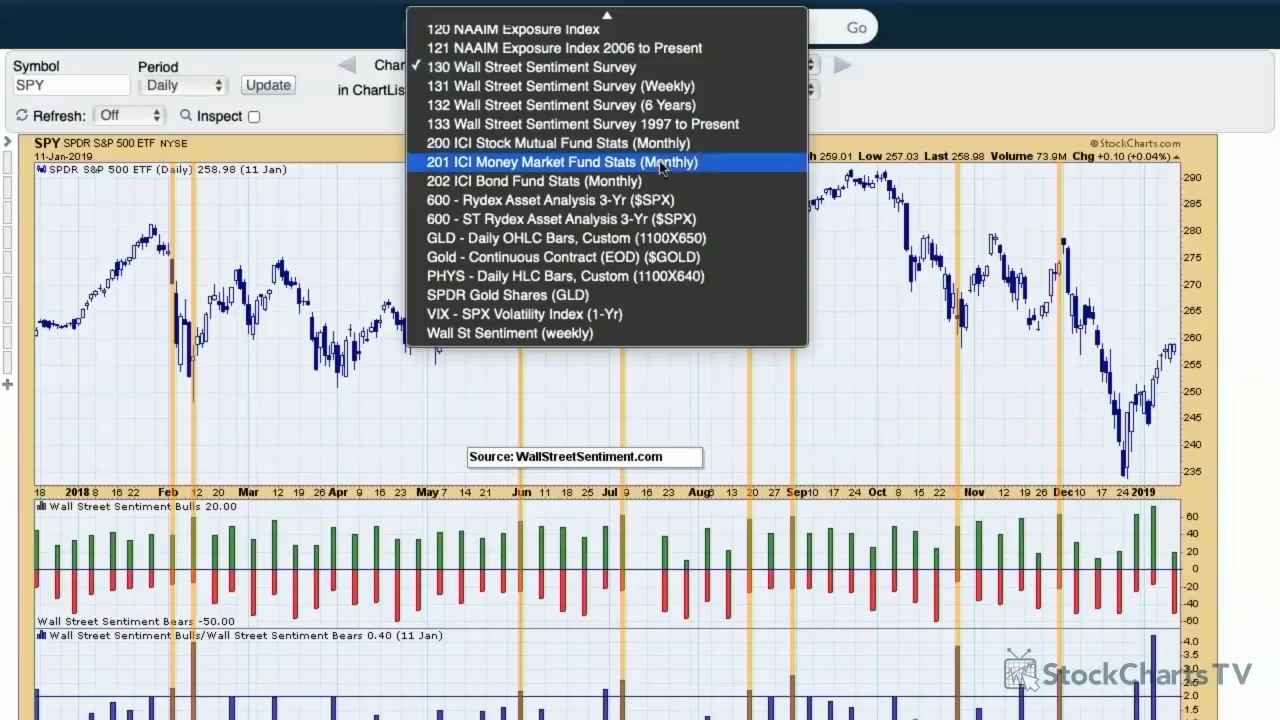 120 NAAIM Exposure Index
Go
121 NAAIM Exposure Index 2006 to Present
Symbol
Period
Char
✓ 130 Wall Street Sentiment Survey
SPY
Daily
Update
in ChartLis
131 Wall Street Sentiment Survey (Weekly)
132 Wall Street Sentiment Survey (6 Years)
Refresh:
Off
Inspect
133 Wall Street Sentiment Survey 1997 to Present
200 ICI Stock Mutual Fund Stats (Monthly)
201 ICI Money Market Fund Stats (Monthly)
202 ICI Bond Fund Stats (Monthly)
600 - Rydex Asset Analysis 3-Yr ($SPX)
600 - ST Rydex Asset Analysis 3-Yr ($SPX)
GLD - Daily OHLC Bars, Custom (1100X650)
Gold - Continuous Contract (EOD) ($GOLD)
PHYS - Daily HLC Bars, Custom (1100X640)
SPDR Gold Shares (GLD)
VIX - SPX Volatility Index (1-Yr)
Wall St Sentiment (weekly)
SPY SPDR S&P 500 ETF NYSE
© StockCharts.com
11-Jan-2019
h 259.01 Low 257.03 Last 258.98 Volume 73.9M Chg +0.10 (+0.04%)
SPDR S&P 500 ETF (Daily) 258.98 (11 Jan)
290
285
280
275
270
265
260
255
250
245
240
235
Source: WallStreetSentiment.com
18 2018 8 16 22 Feb 12 20 26 Mar 12 19 26 Apr 9 16 23 May 7 14 21 Jun 11 18 25 Jul 9 16 23 Aug 6 13 20 27 Sep 10 17 24 Oct 8 15 22 Nov 12 19 26 Dec 10 17 24 2019
Wall Street Sentiment Bulls 20.00
60
40
20
0
-20
-40
-60
Wall Street Sentiment Bears -50.00
Wall Street Sentiment Bulls/Wall Street Sentiment Bears 0.40 (11 Jan)
4.0
3.5
3.0
2.5
2.0
1.5
StockChartsTV